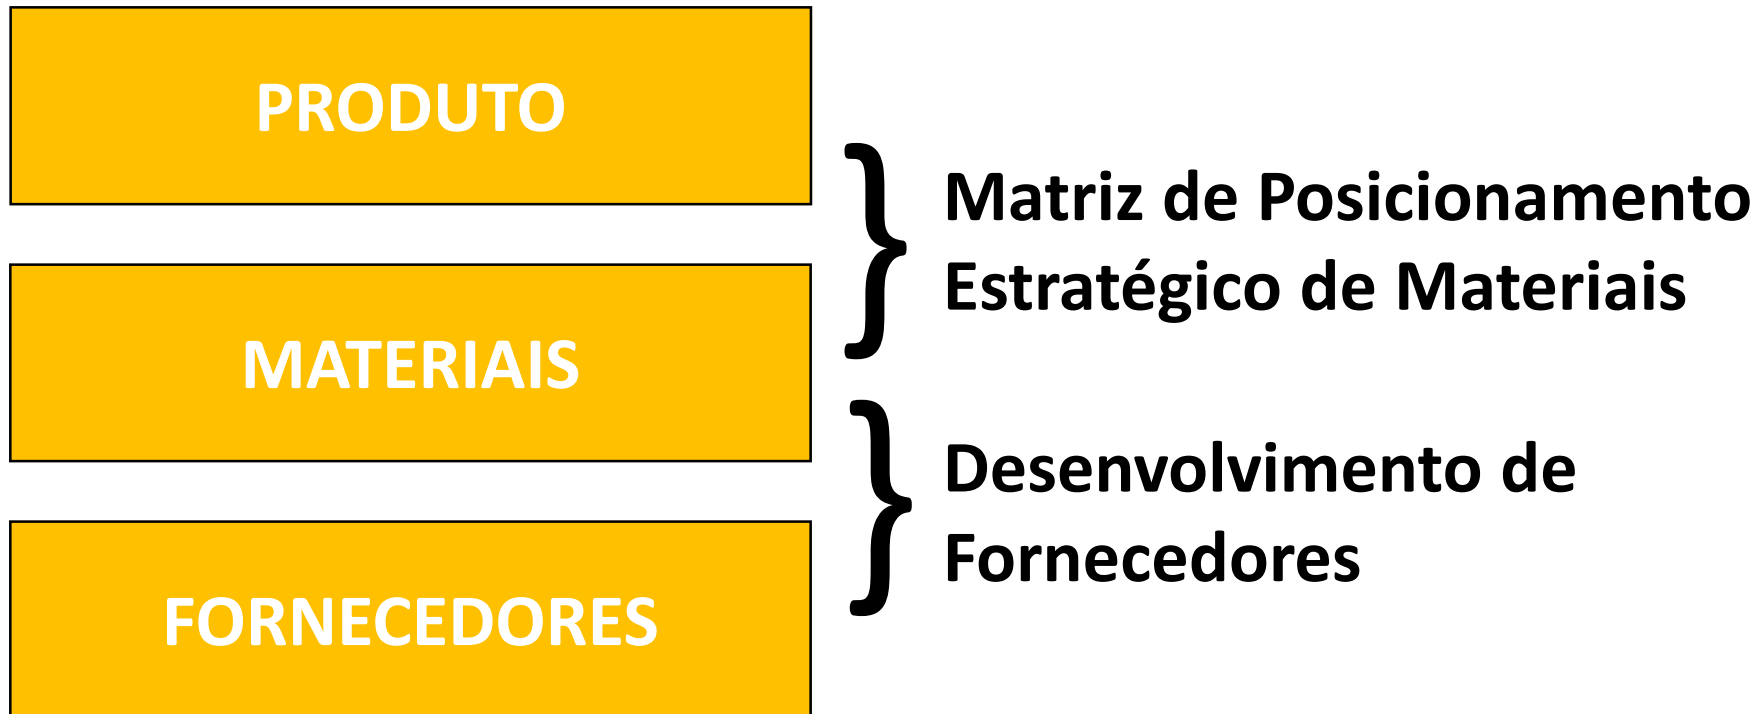 PRODUTO
Matriz de Posicionamento
Estratégico de Materiais
MATERIAIS
Desenvolvimento de
Fornecedores
FORNECEDORES